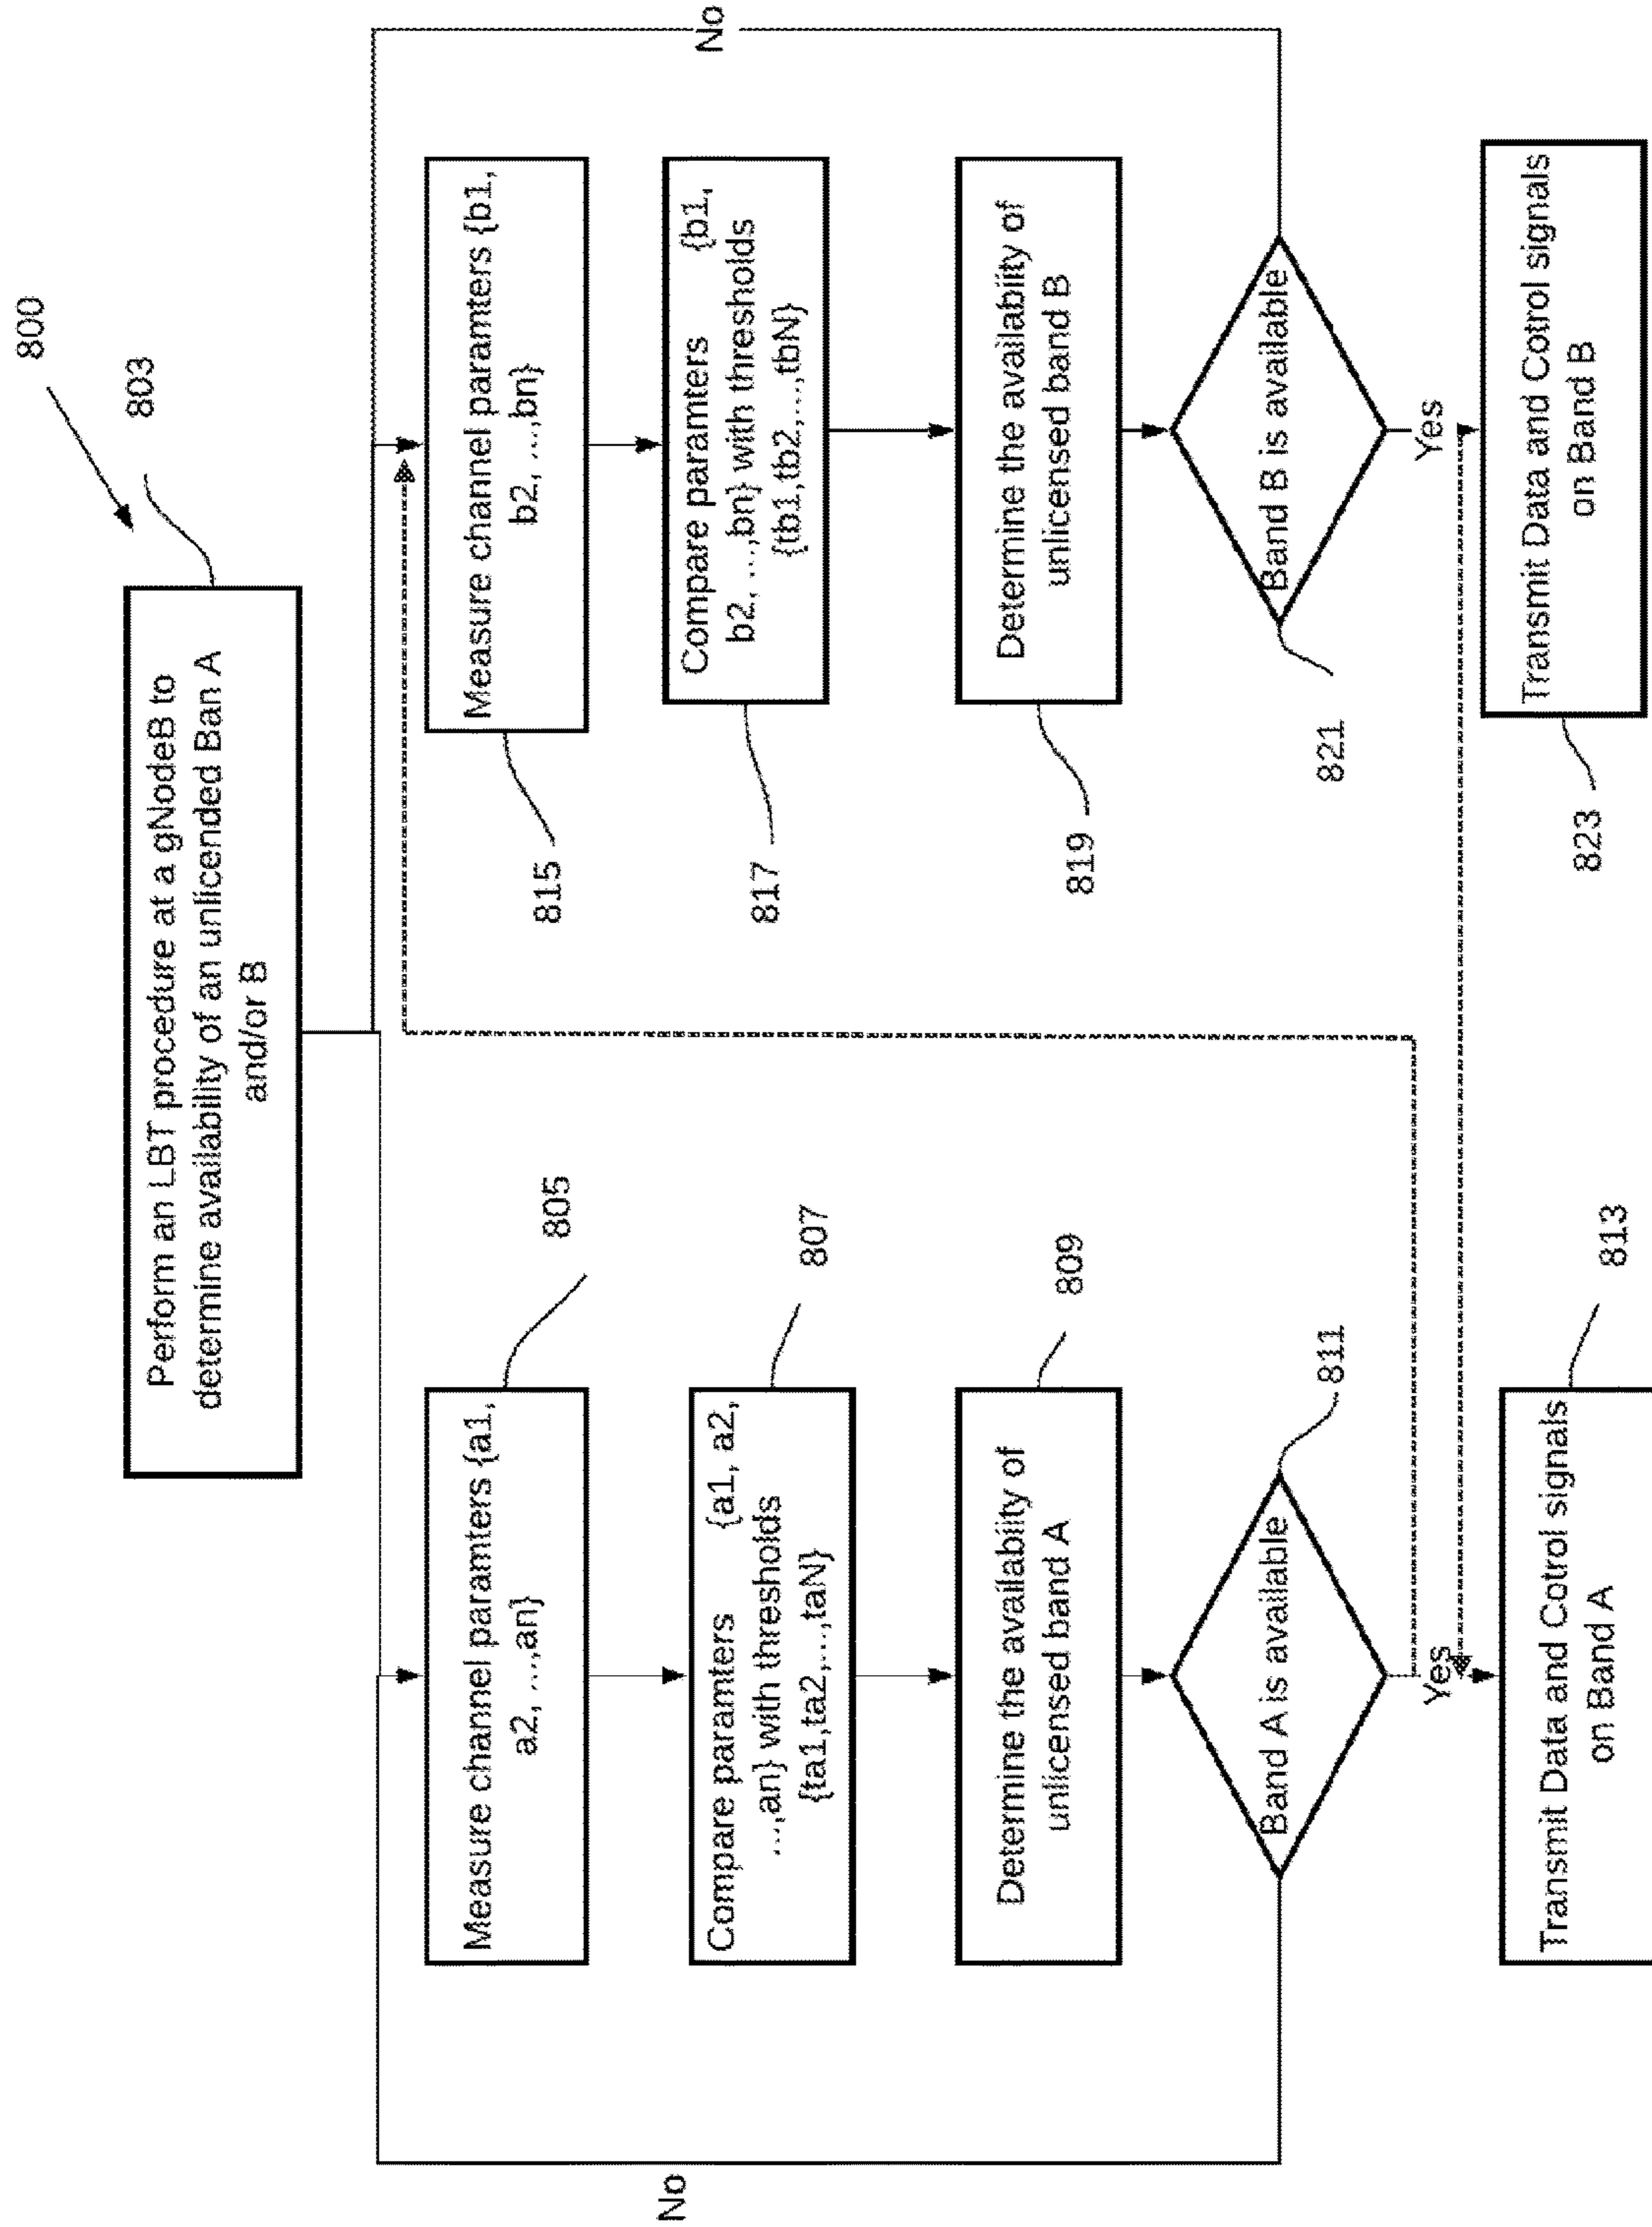 800
803
Perform an LBT procedure at a gNodeB to
determine availability of an unlicended Ban A
and/or B
Measure channel paramters {a1,
a2, ...,an}
805
Compare paramters {a1, a2,
...,an} with thresholds
{ta1,ta2,...,taN}
807
Determine the availabiity of
unlicensed band A
809
Band A is available
811
No
Yes
Transmit Data and Cotrol signals
on Band A
813
Measure channel paramters {b1,
b2, ...,bn}
815
Compare paramters {b1,
b2, ...,bn} with thresholds
{tb1,tb2,...,tbN}
817
Determine the availabiity of
unlicensed band B
819
Band B is available
821
No
Yes
Transmit Data and Cotrol signals
on Band B
823